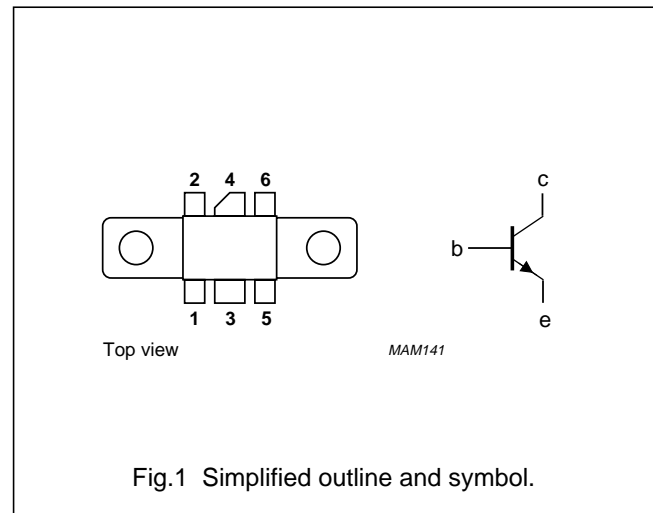 2 4 6
1 3 5
Top view
MAM141
c
b
e
Fig.1 Simplified outline and symbol.